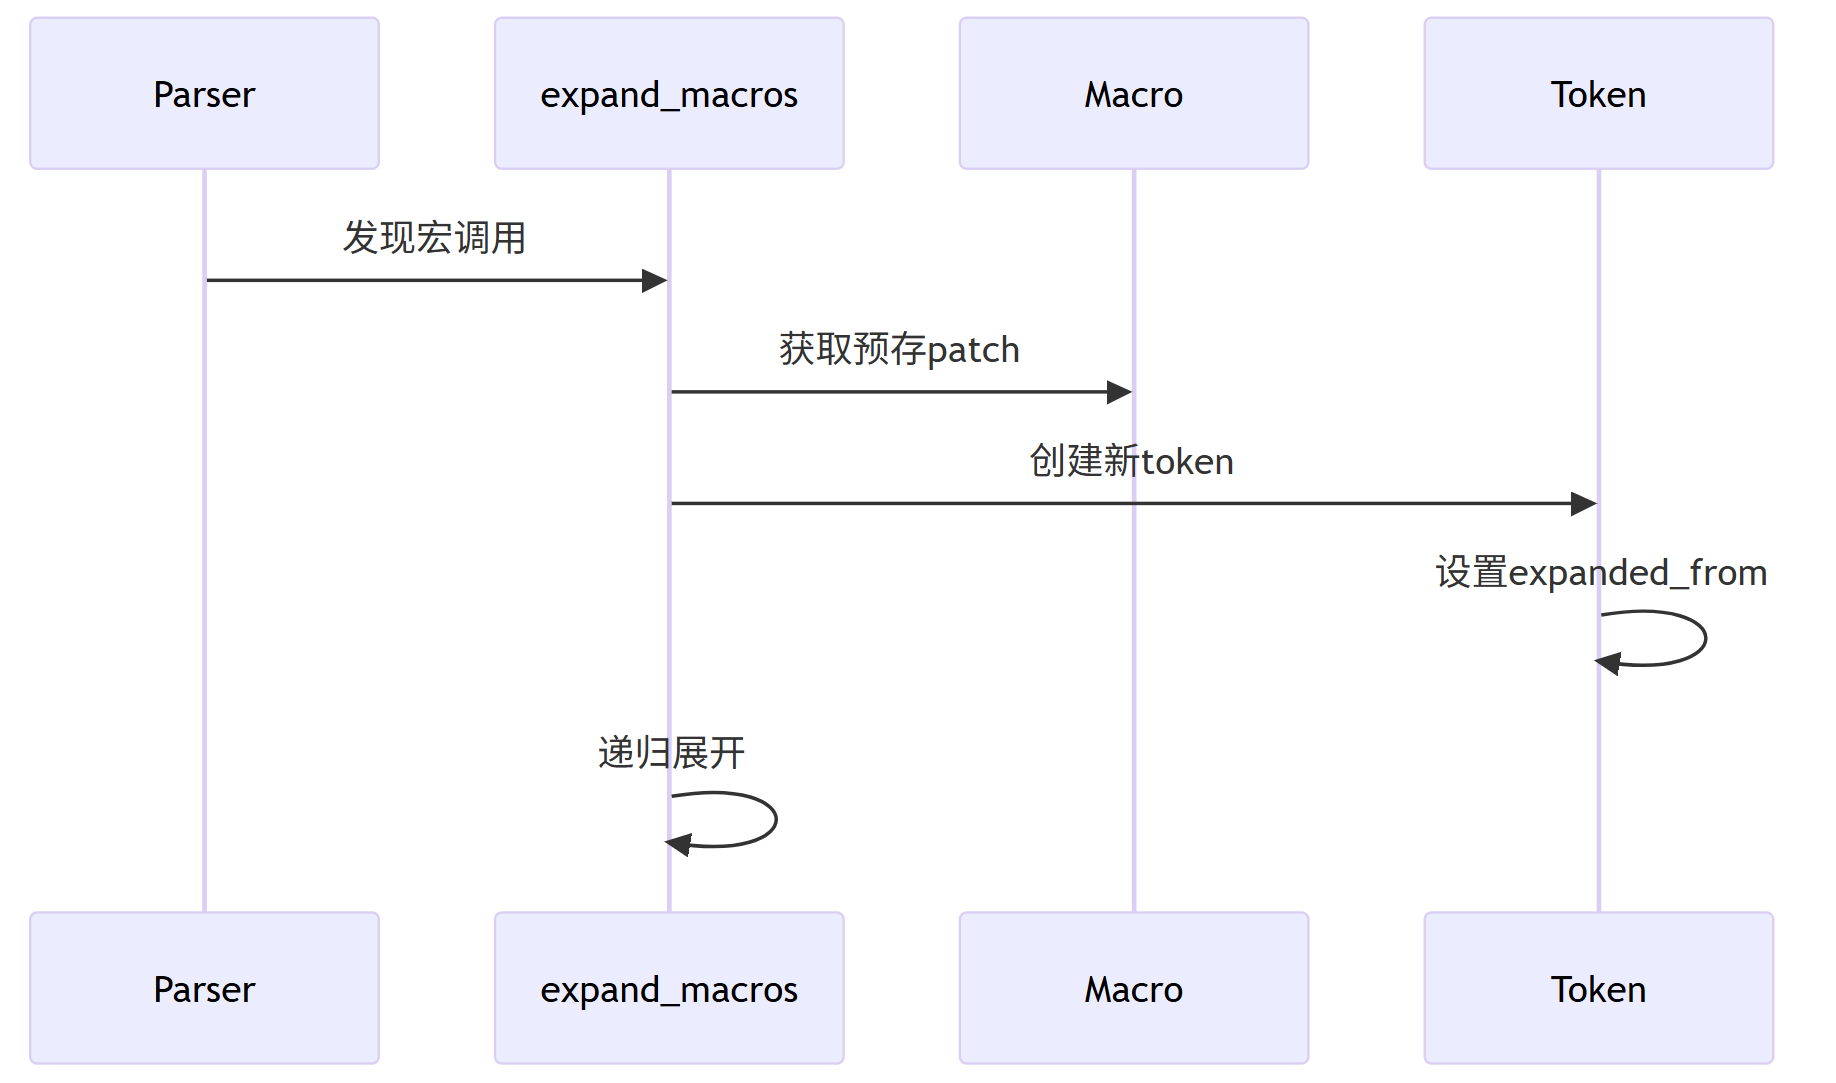 Parser
expand_macros
Macro
Token
发现宏调用
获取预存patch
创建新token
设置expanded_from
递归展开
Parser
expand_macros
Macro
Token